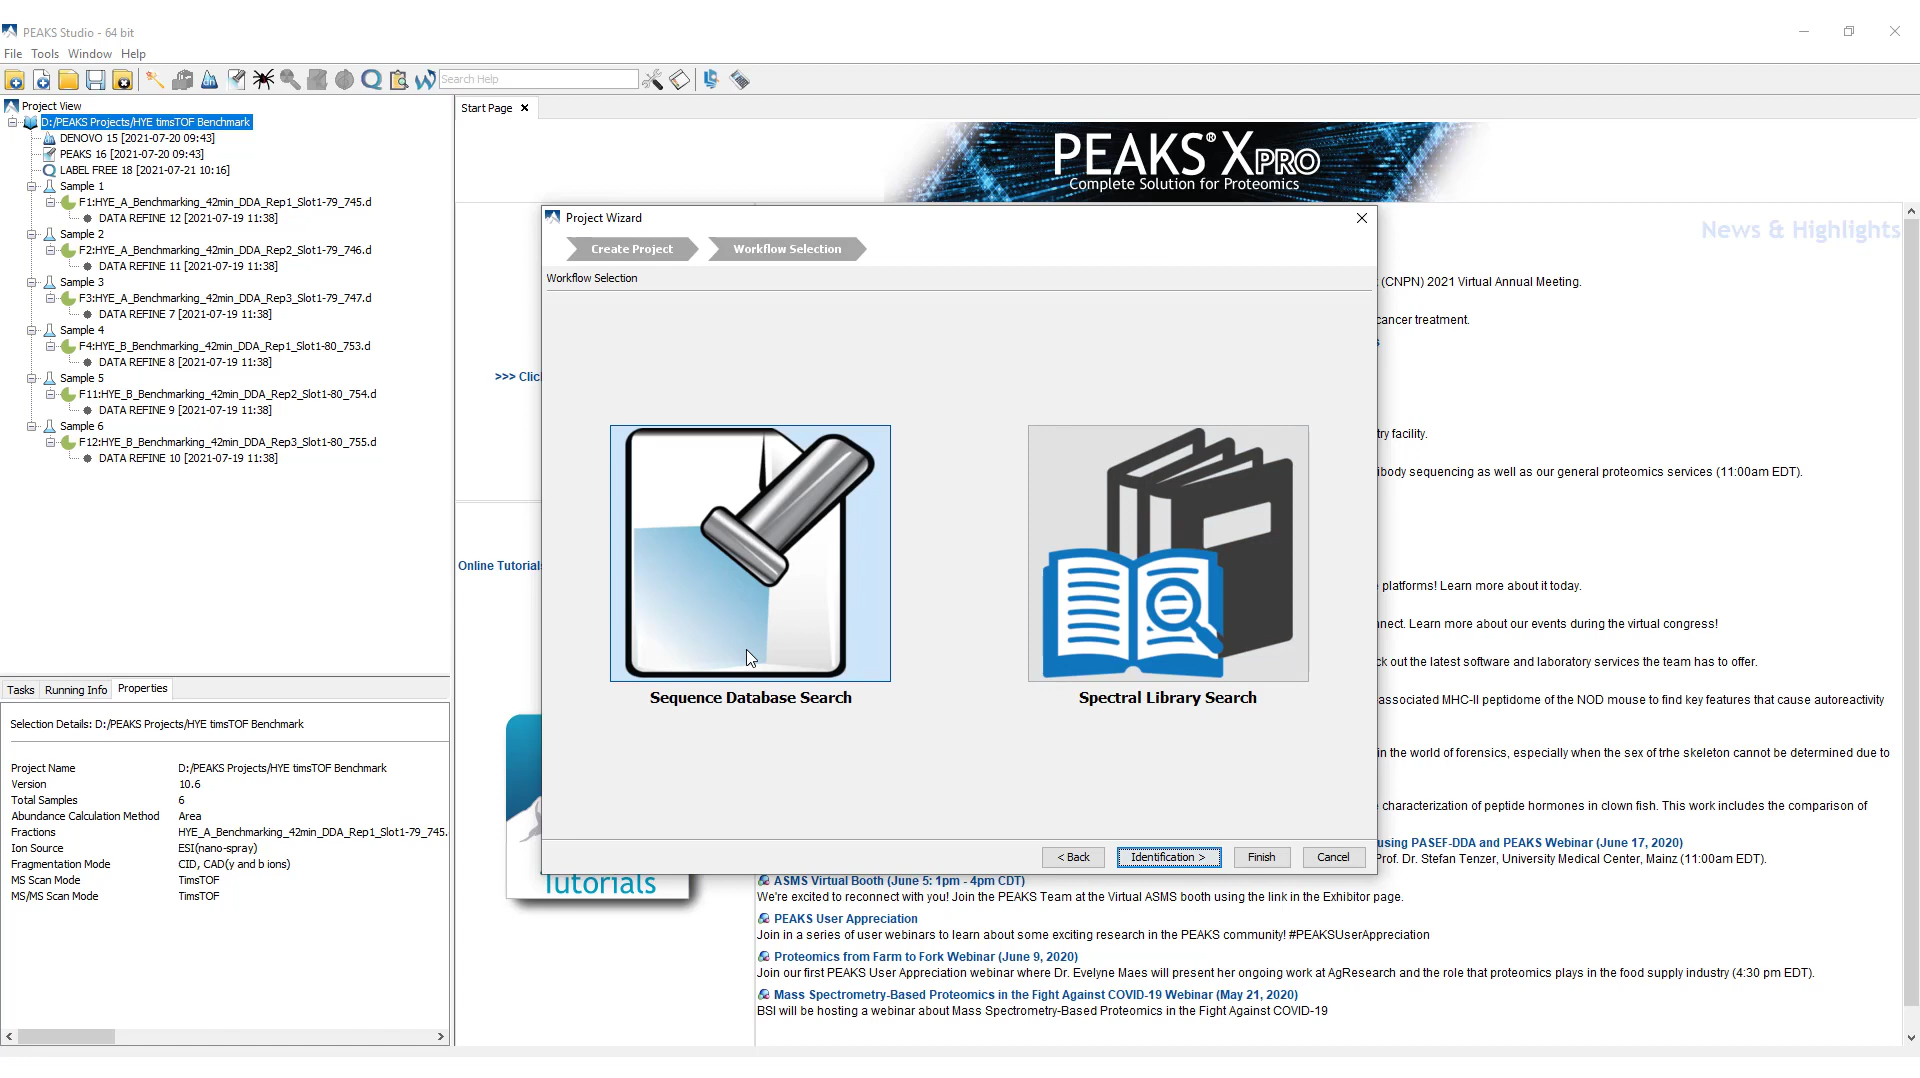 PEAKS Studio - 64 bit
File Tools Window Help
Search Help
Project View
D:/PEAKS Projects/HYE timsTOF Benchmark
DENOVO 15 [2021-07-20 09:43]
PEAKS 16 [2021-07-20 09:43]
LABEL FREE 18 [2021-07-21 10:16]
Sample 1
F1:HYE_A_Benchmarking_42min_DDA_Rep1_Slot1-79_745.d
DATA REFINE 12 [2021-07-19 11:38]
Sample 2
F2:HYE_A_Benchmarking_42min_DDA_Rep2_Slot1-79_746.d
DATA REFINE 11 [2021-07-19 11:38]
Sample 3
F3:HYE_A_Benchmarking_42min_DDA_Rep3_Slot1-79_747.d
DATA REFINE 7 [2021-07-19 11:38]
Sample 4
F4:HYE_B_Benchmarking_42min_DDA_Rep1_Slot1-80_753.d
DATA REFINE 8 [2021-07-19 11:38]
Sample 5
F11:HYE_B_Benchmarking_42min_DDA_Rep2_Slot1-80_754.d
DATA REFINE 9 [2021-07-19 11:38]
Sample 6
F12:HYE_B_Benchmarking_42min_DDA_Rep3_Slot1-80_755.d
DATA REFINE 10 [2021-07-19 11:38]
Tasks Running Info Properties
Selection Details: D:/PEAKS Projects/HYE timsTOF Benchmark
Project Name D:/PEAKS Projects/HYE timsTOF Benchmark
Version 10.6
Total Samples 6
Abundance Calculation Method Area
Fractions HYE_A_Benchmarking_42min_DDA_Rep1_Slot1-79_745.
Ion Source ESI(nano-spray)
Fragmentation Mode CID, CAD(y and b ions)
MS Scan Mode TimsTOF
MS/MS Scan Mode TimsTOF
Start Page
PEAKS® XPRO
Complete Solution for Proteomics
News & Highlights
>>> Clic
Online Tutorials
Tutorials
Project Wizard
Create Project Workflow Selection
Workflow Selection
Sequence Database Search
Spectral Library Search
< Back Identification > Finish Cancel
(CNPN) 2021 Virtual Annual Meeting.
cancer treatment.
s
try facility.
ibody sequencing as well as our general proteomics services (11:00am EDT).
platforms! Learn more about it today.
nect. Learn more about our events during the virtual congress!
ck out the latest software and laboratory services the team has to offer.
associated MHC-II peptidome of the NOD mouse to find key features that cause autoreactivity
in the world of forensics, especially when the sex of trhe skeleton cannot be determined due to
characterization of peptide hormones in clown fish. This work includes the comparison of
using PASEF-DDA and PEAKS Webinar (June 17, 2020)
Prof. Dr. Stefan Tenzer, University Medical Center, Mainz (11:00am EDT).
ASMS Virtual Booth (June 5: 1pm - 4pm CDT)
We're excited to reconnect with you! Join the PEAKS Team at the Virtual ASMS booth using the link in the Exhibitor page.
PEAKS User Appreciation
Join in a series of user webinars to learn about some exciting research in the PEAKS community! #PEAKSUserAppreciation
Proteomics from Farm to Fork Webinar (June 9, 2020)
Join our first PEAKS User Appreciation webinar where Dr. Evelyne Maes will present her ongoing work at AgResearch and the role that proteomics plays in the food supply industry (4:30 pm EDT).
Mass Spectrometry-Based Proteomics in the Fight Against COVID-19 Webinar (May 21, 2020)
BSI will be hosting a webinar about Mass Spectrometry-Based Proteomics in the Fight Against COVID-19